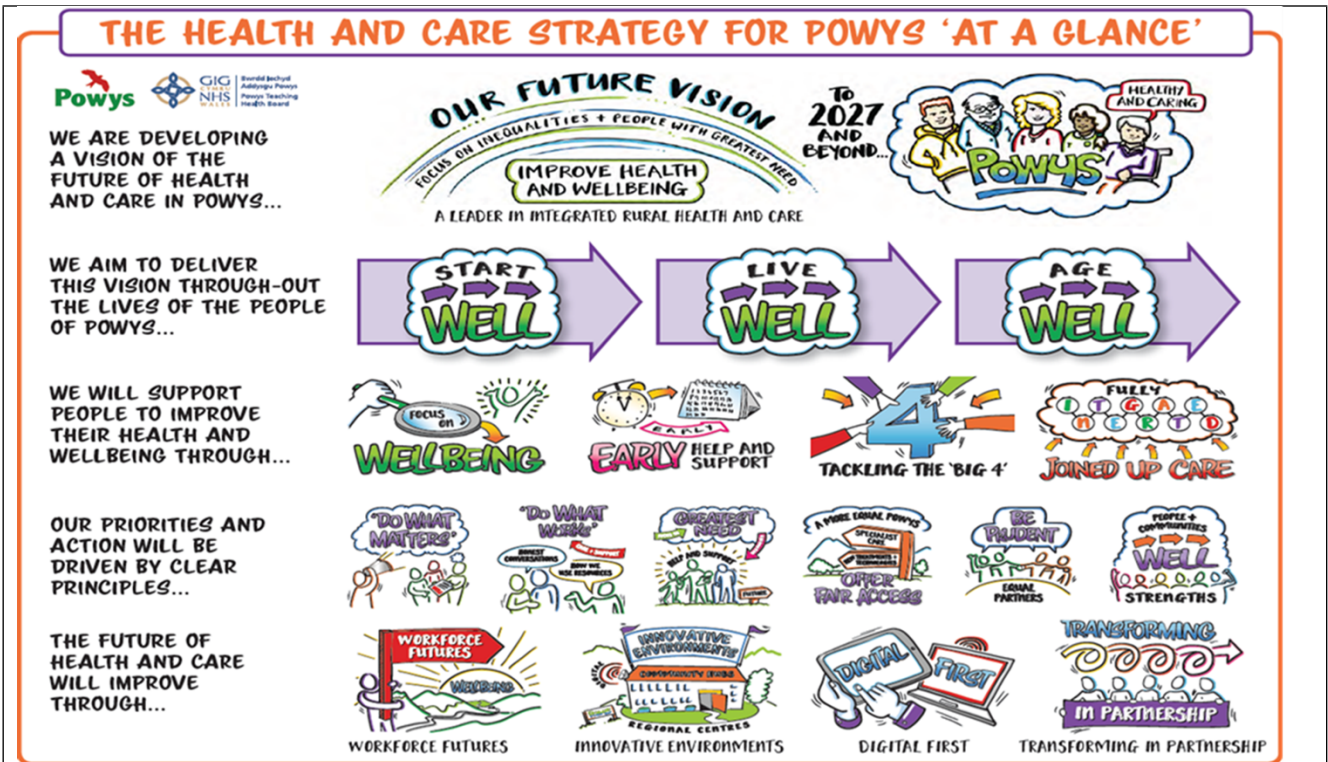 THE HEALTH AND CARE STRATEGY FOR POWYS 'AT A GLANCE'
Powys
GIG
CYMRU
NHS
WALES
Bwrdd Iechyd
Addysgu Powys
Powys Teaching
Health Board
WE ARE DEVELOPING
A VISION OF THE
FUTURE OF HEALTH
AND CARE IN POWYS...
OUR FUTURE VISION
FOCUS ON INEQUALITIES + PEOPLE WITH GREATEST NEED
IMPROVE HEALTH
AND WELLBEING
A LEADER IN INTEGRATED RURAL HEALTH AND CARE
TO
2027
AND
BEYOND...
HEALTHY
AND CARING
POWYS
WE AIM TO DELIVER
THIS VISION THROUGH-OUT
THE LIVES OF THE PEOPLE
OF POWYS...
START
WELL
LIVE
WELL
AGE
WELL
WE WILL SUPPORT
PEOPLE TO IMPROVE
THEIR HEALTH AND
WELLBEING THROUGH...
FOCUS
ON
WELLBEING
EARLY
EARLY HELP AND
SUPPORT
4
TACKLING THE 'BIG 4'
FULLY
I T G A E
N E R T D
JOINED UP CARE
OUR PRIORITIES AND
ACTION WILL BE
DRIVEN BY CLEAR
PRINCIPLES...
'DO WHAT
MATTERS'
'DO WHAT
WORKS'
HONEST
CONVERSATIONS
HOW WE
USE RESOURCES
GREATEST
NEED
HELP AND SUPPORT
FUTURE
A MORE EQUAL POWYS
SPECIALIST
CARE
NEW TREATMENTS +
TECHNOLOGIES
OFFER
FAIR ACCESS
BE
PRUDENT
EQUAL
PARTNERS
PEOPLE +
COMMUNITIES
WELL
STRENGTHS
THE FUTURE OF
HEALTH AND CARE
WILL IMPROVE
THROUGH...
WORKFORCE
FUTURES
WELLBEING
WORKFORCE FUTURES
INNOVATIVE
ENVIRONMENTS
COMMUNITY HUBS
REGIONAL CENTRES
INNOVATIVE ENVIRONMENTS
DIGITAL
FIRST
DIGITAL FIRST
TRANSFORMING
IN PARTNERSHIP
TRANSFORMING IN PARTNERSHIP